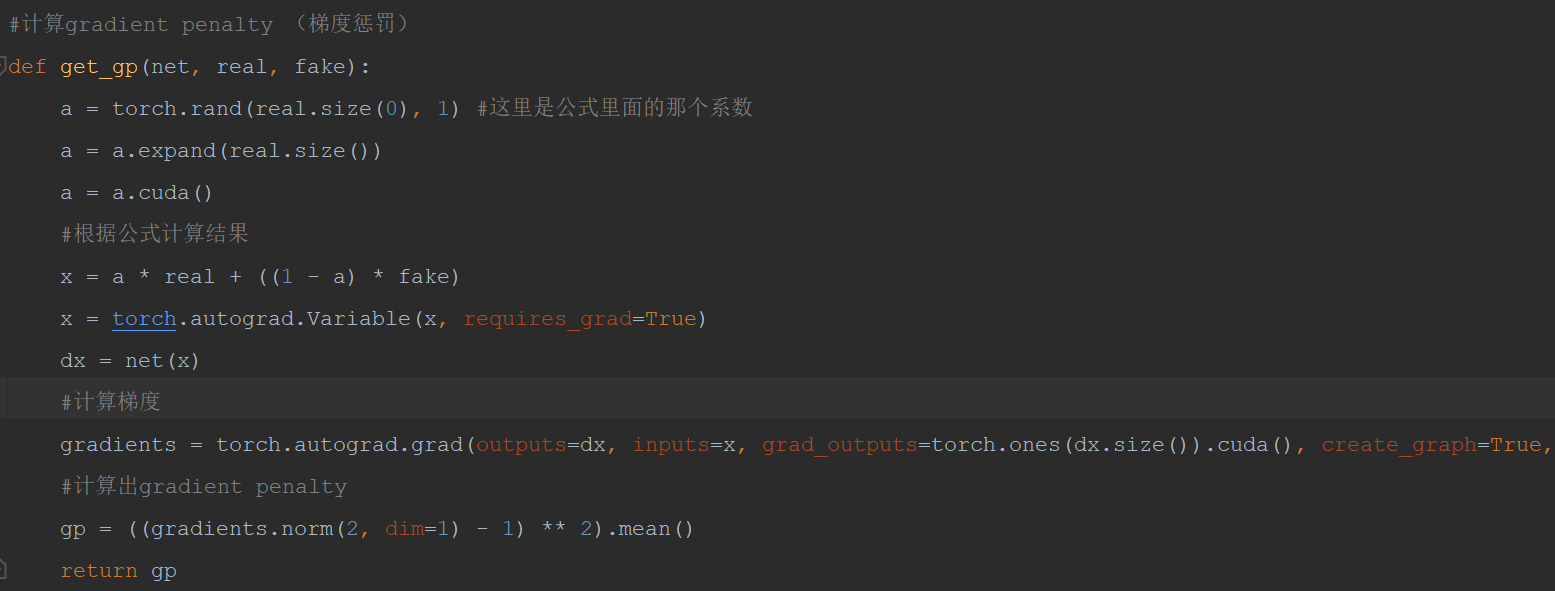 #计算gradient penalty （梯度惩罚）
def get_gp(net, real, fake):
    a = torch.rand(real.size(0), 1) #这里是公式里面的那个系数
    a = a.expand(real.size())
    a = a.cuda()
    #根据公式计算结果
    x = a * real + ((1 - a) * fake)
    x = torch.autograd.Variable(x, requires_grad=True)
    dx = net(x)
    #计算梯度
    gradients = torch.autograd.grad(outputs=dx, inputs=x, grad_outputs=torch.ones(dx.size()).cuda(), create_graph=True,
    #计算出gradient penalty
    gp = ((gradients.norm(2, dim=1) - 1) ** 2).mean()
    return gp